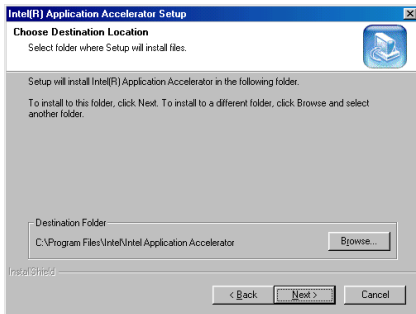 Intel(R) Application Accelerator Setup
Choose Destination Location
Select folder where Setup will install files.
Setup will install Intel(R) Application Accelerator in the following folder.
To install to this folder, click Next. To install to a different folder, click Browse and select
another folder.
Destination Folder
C:\Program Files\Intel\Intel Application Accelerator
Browse...
InstallShield
< Back
Next >
Cancel